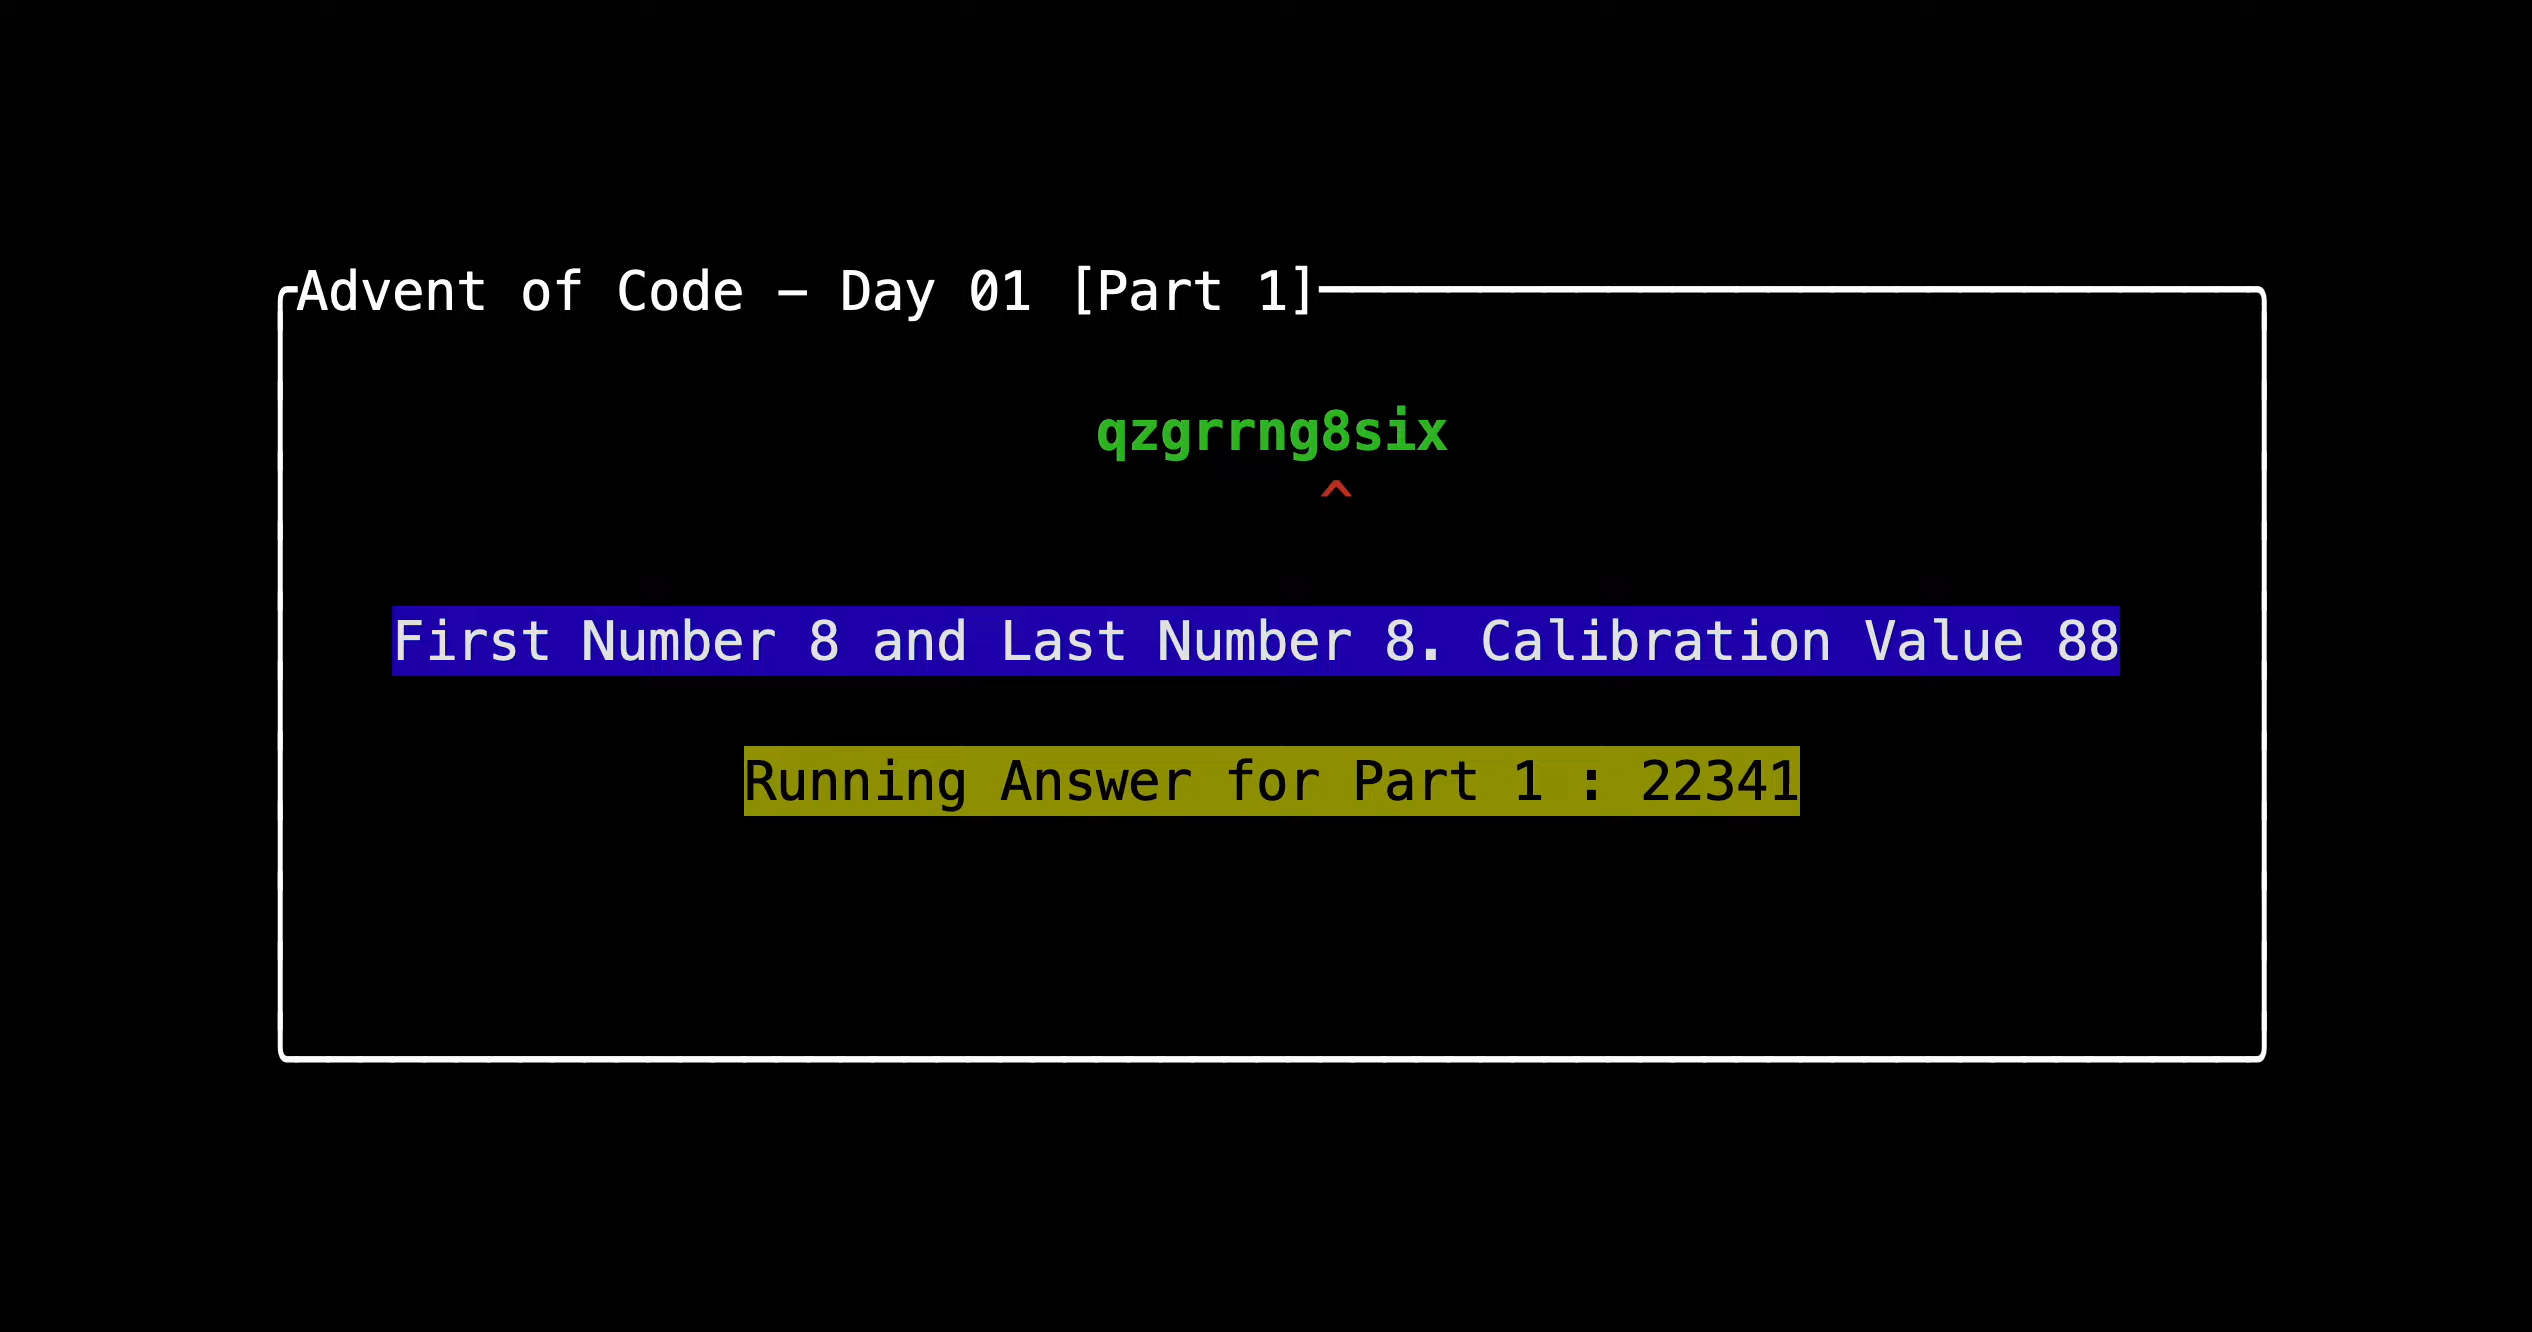 Advent of Code - Day 01 [Part 1]
qzgrrng8six
^
First Number 8 and Last Number 8. Calibration Value 88
Running Answer for Part 1 : 22341